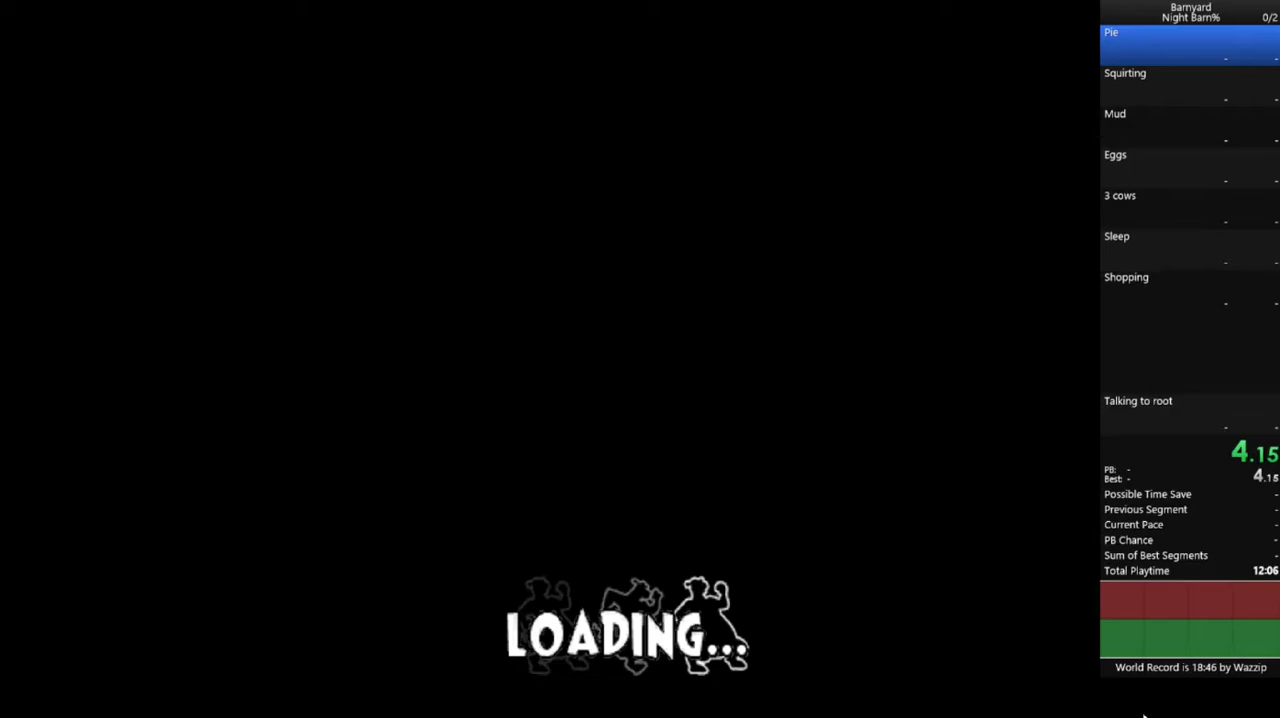 Barnyard
Night Barn% 0/2
Pie
- -
Squirting
- -
Mud
- -
Eggs
- -
3 cows
- -
Sleep
- -
Shopping
- -
Talking to root
- -
4.15
PB: -
Best: - 4.15
Possible Time Save -
Previous Segment -
Current Pace -
PB Chance -
Sum of Best Segments -
Total Playtime 12:06
World Record is 18:46 by Wazzip
LOADING...